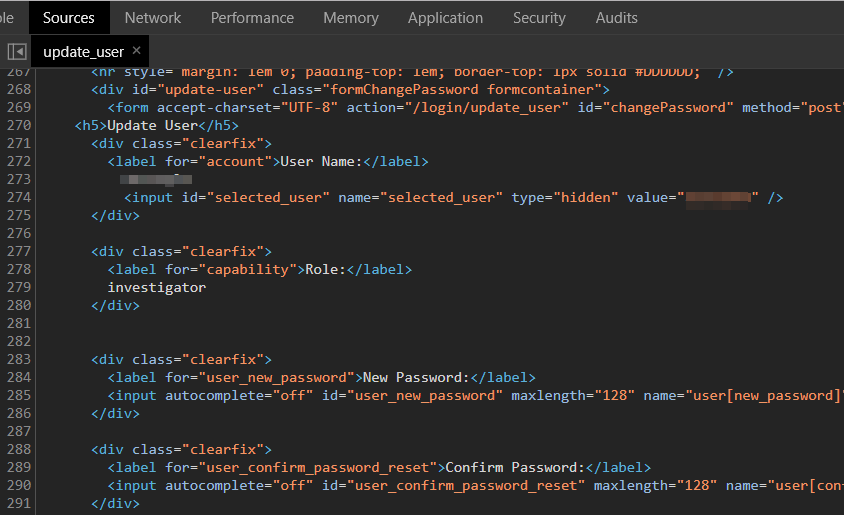 le Sources Network Performance Memory Application Security Audits
update_user ×
267 <hr style="margin: 1em 0; padding-top: 1em; border-top: 1px solid #DDDDDD;" />
268 <div id="update-user" class="formChangePassword formcontainer">
269 <form accept-charset="UTF-8" action="/login/update_user" id="changePassword" method="post"
270 <h5>Update User</h5>
271 <div class="clearfix">
272 <label for="account">User Name:</label>
273
274 <input id="selected_user" name="selected_user" type="hidden" value="" />
275 </div>
276
277 <div class="clearfix">
278 <label for="capability">Role:</label>
279 investigator
280 </div>
281
282
283 <div class="clearfix">
284 <label for="user_new_password">New Password:</label>
285 <input autocomplete="off" id="user_new_password" maxlength="128" name="user[new_password]"
286 </div>
287
288 <div class="clearfix">
289 <label for="user_confirm_password_reset">Confirm Password:</label>
290 <input autocomplete="off" id="user_confirm_password_reset" maxlength="128" name="user[con
291 </div>